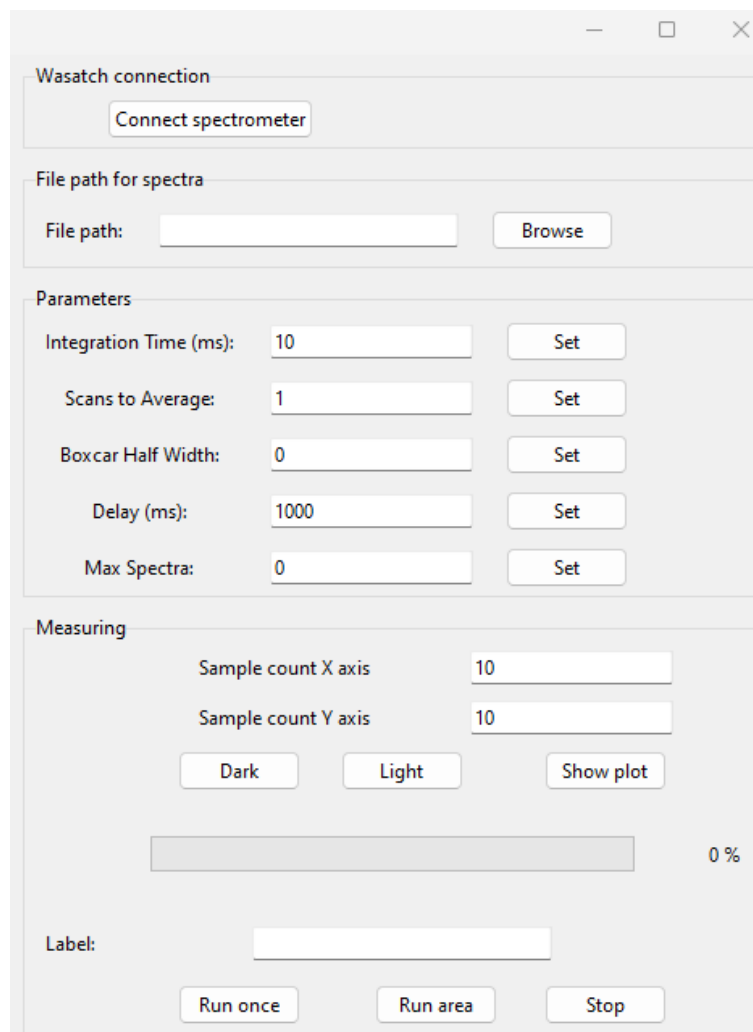 Wasatch connection
Connect spectrometer
File path for spectra
File path: Browse
Parameters
Integration Time (ms): 10 Set
Scans to Average: 1 Set
Boxcar Half Width: 0 Set
Delay (ms): 1000 Set
Max Spectra: 0 Set
Measuring
Sample count X axis 10
Sample count Y axis 10
Dark Light Show plot
0 %
Label:
Run once Run area Stop